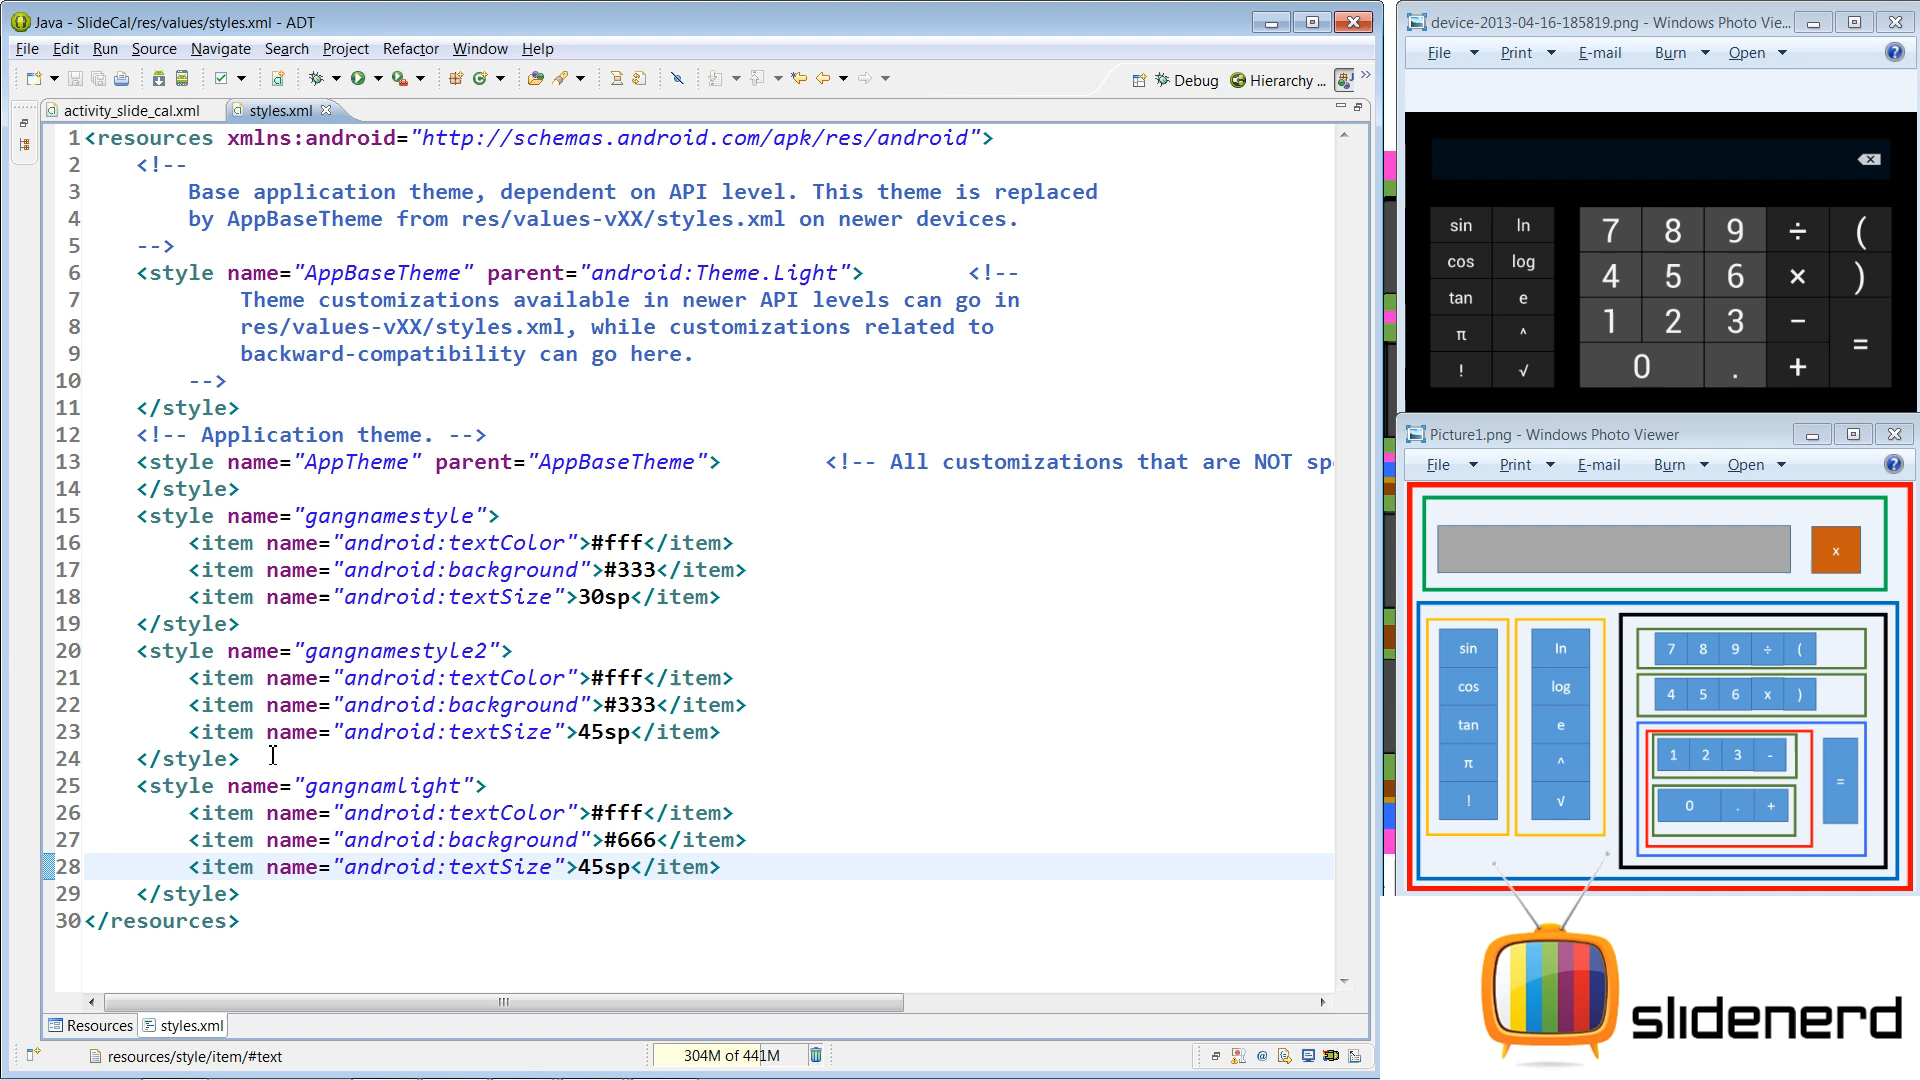 Java - SlideCal/res/values/styles.xml - ADT
File Edit Run Source Navigate Search Project Refactor Window Help
Debug Hierarchy ... »
activity_slide_cal.xml styles.xml
1 <resources xmlns:android="http://schemas.android.com/apk/res/android">
2 <!--
3 Base application theme, dependent on API level. This theme is replaced
4 by AppBaseTheme from res/values-vXX/styles.xml on newer devices.
5 -->
6 <style name="AppBaseTheme" parent="android:Theme.Light"> <!--
7 Theme customizations available in newer API levels can go in
8 res/values-vXX/styles.xml, while customizations related to
9 backward-compatibility can go here.
10 -->
11 </style>
12 <!-- Application theme. -->
13 <style name="AppTheme" parent="AppBaseTheme"> <!-- All customizations that are NOT sp
14 </style>
15 <style name="gangnamestyle">
16 <item name="android:textColor">#fff</item>
17 <item name="android:background">#333</item>
18 <item name="android:textSize">30sp</item>
19 </style>
20 <style name="gangnamestyle2">
21 <item name="android:textColor">#fff</item>
22 <item name="android:background">#333</item>
23 <item name="android:textSize">45sp</item>
24 </style>
25 <style name="gangnamlight">
26 <item name="android:textColor">#fff</item>
27 <item name="android:background">#666</item>
28 <item name="android:textSize">45sp</item>
29 </style>
30 </resources>
Resources styles.xml
resources/style/item/#text 304M of 441M
device-2013-04-16-185819.png - Windows Photo Vie...
File Print E-mail Burn Open
sin ln 7 8 9 ÷ (
cos log 4 5 6 × )
tan e 1 2 3 −
π ^ =
! √ 0 . +
Picture1.png - Windows Photo Viewer
File Print E-mail Burn Open
x
sin ln 7 8 9 ÷ (
cos log 4 5 6 x )
tan e 1 2 3 -
π ^ =
! √ 0 . +
slidenerd